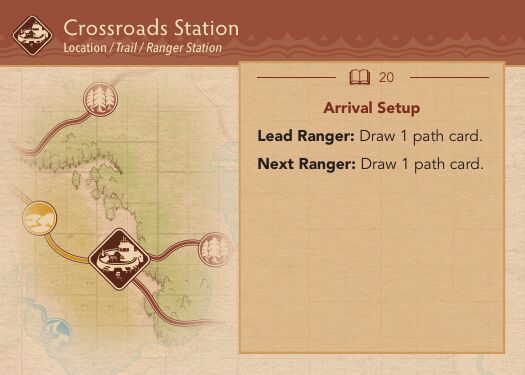 Crossroads Station
Location / Trail / Ranger Station
20
Arrival Setup
Lead Ranger: Draw 1 path card.
Next Ranger: Draw 1 path card.